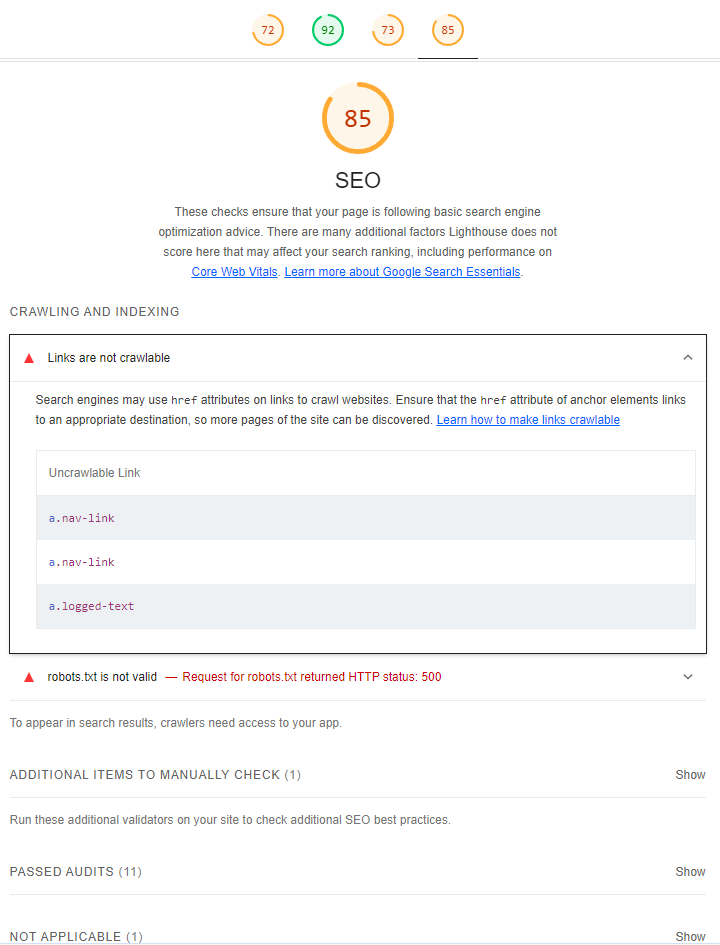 72 92 73 85
85
SEO
These checks ensure that your page is following basic search engine
optimization advice. There are many additional factors Lighthouse does not
score here that may affect your search ranking, including performance on
Core Web Vitals. Learn more about Google Search Essentials.
CRAWLING AND INDEXING
Links are not crawlable
Search engines may use href attributes on links to crawl websites. Ensure that the href attribute of anchor elements links
to an appropriate destination, so more pages of the site can be discovered. Learn how to make links crawlable
Uncrawlable Link
a.nav-link
a.nav-link
a.logged-text
robots.txt is not valid — Request for robots.txt returned HTTP status: 500
To appear in search results, crawlers need access to your app.
ADDITIONAL ITEMS TO MANUALLY CHECK (1) Show
Run these additional validators on your site to check additional SEO best practices.
PASSED AUDITS (11) Show
NOT APPLICABLE (1) Show